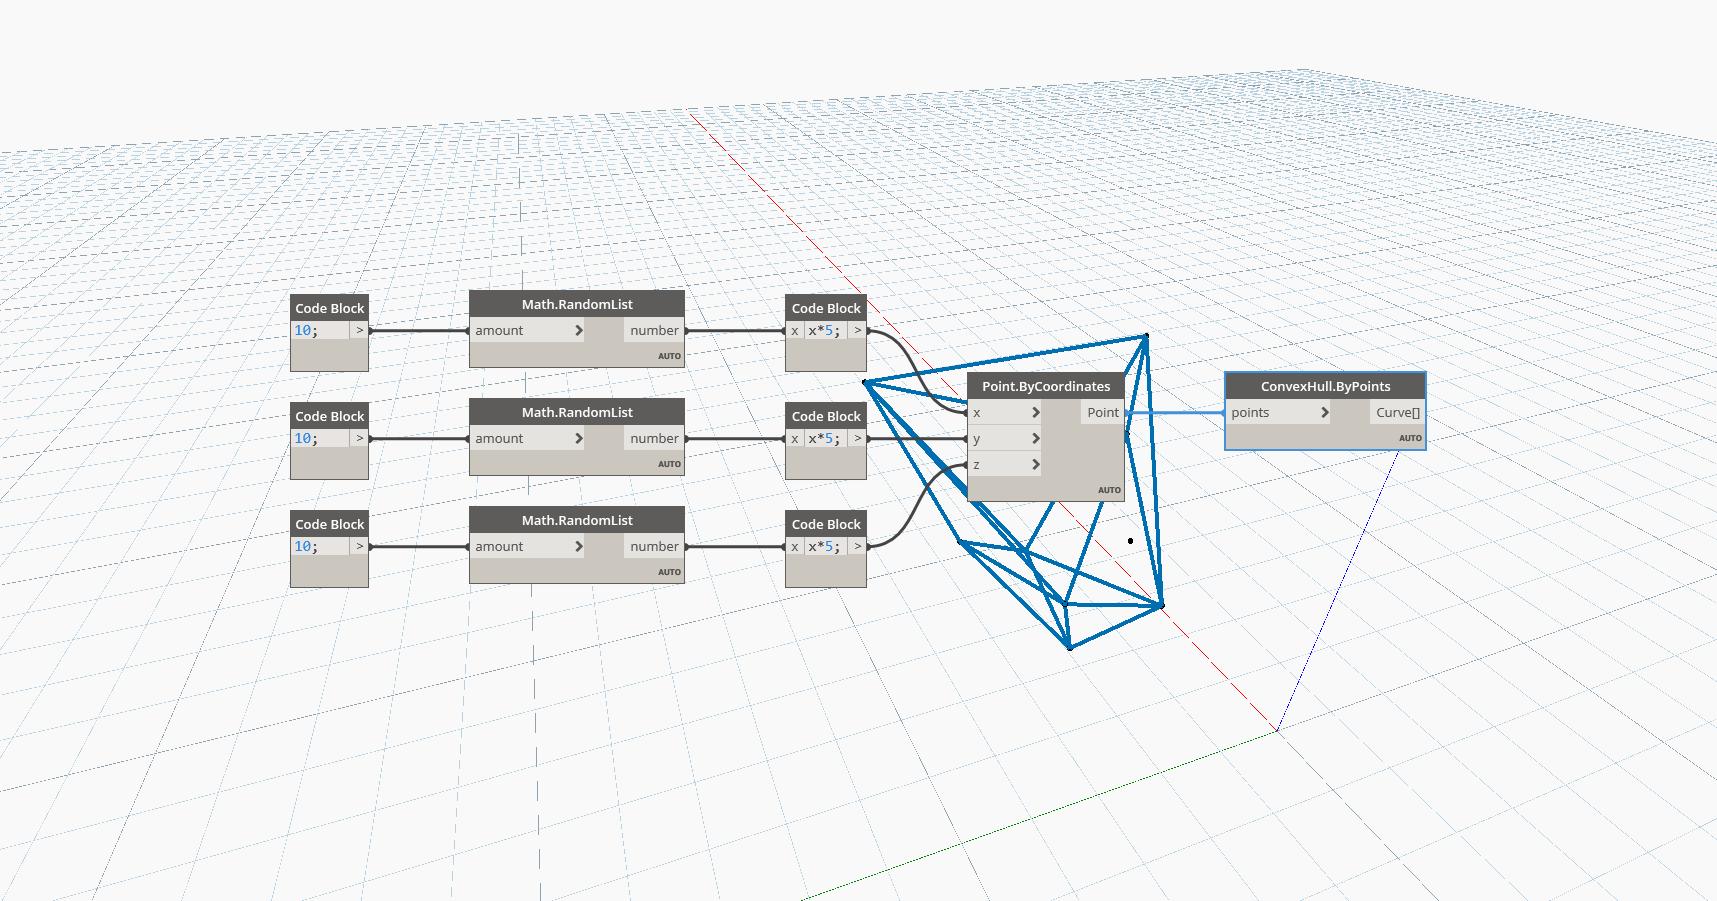 Code Block
10; >
Math.RandomList
amount > number
AUTO
Code Block
x x*5; >
Code Block
10; >
Math.RandomList
amount > number
AUTO
Code Block
x x*5; >
Code Block
10; >
Math.RandomList
amount > number
AUTO
Code Block
x x*5; >
Point.ByCoordinates
x > Point
y >
z >
AUTO
ConvexHull.ByPoints
points > Curve[]
AUTO